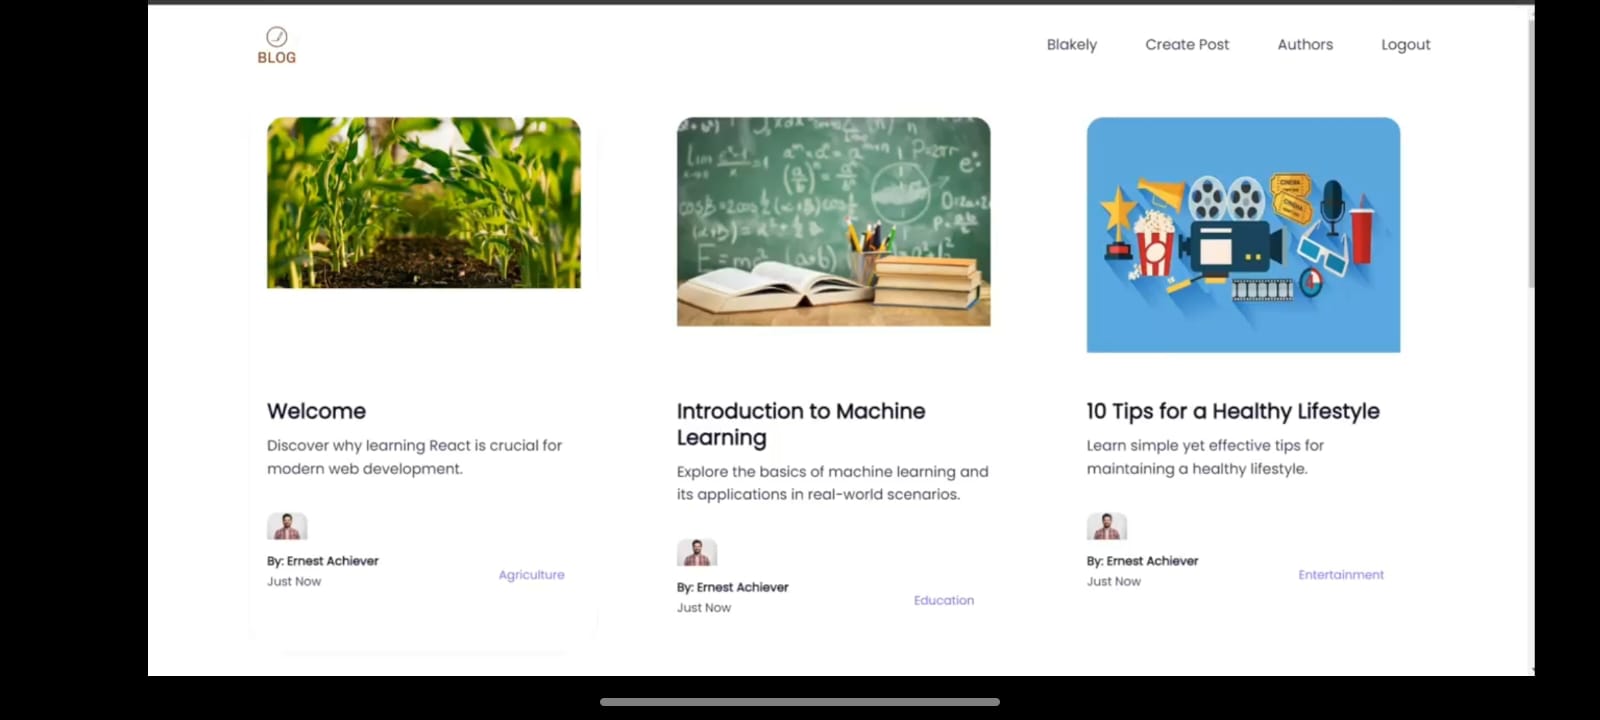 BLOG
Blakely
Create Post
Authors
Logout
Welcome
Discover why learning React is crucial for
modern web development.
By: Ernest Achiever
Just Now
Agriculture
Introduction to Machine
Learning
Explore the basics of machine learning and
its applications in real-world scenarios.
By: Ernest Achiever
Just Now
Education
CINEMA
CINEMA
10 Tips for a Healthy Lifestyle
Learn simple yet effective tips for
maintaining a healthy lifestyle.
By: Ernest Achiever
Just Now
Entertainment